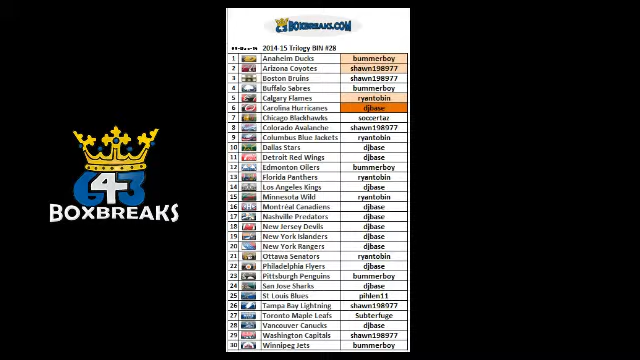 BOXBREAKS.COM
2014-15 Trilogy BIN #28
1 Anaheim Ducks bummerboy
2 Arizona Coyotes shawn198977
3 Boston Bruins shawn198977
4 Buffalo Sabres bummerboy
5 Calgary Flames ryantobin
6 Carolina Hurricanes djbase
7 Chicago Blackhawks soccertaz
8 Colorado Avalanche shawn198977
9 Columbus Blue Jackets ryantobin
10 Dallas Stars djbase
11 Detroit Red Wings djbase
12 Edmonton Oilers bummerboy
13 Florida Panthers ryantobin
14 Los Angeles Kings djbase
15 Minnesota Wild ryantobin
16 Montréal Canadiens djbase
17 Nashville Predators djbase
18 New Jersey Devils djbase
19 New York Islanders djbase
20 New York Rangers djbase
21 Ottawa Senators ryantobin
22 Philadelphia Flyers djbase
23 Pittsburgh Penguins bummerboy
24 San Jose Sharks djbase
25 St Louis Blues pihlen11
26 Tampa Bay Lightning shawn198977
27 Toronto Maple Leafs Subterfuge
28 Vancouver Canucks djbase
29 Washington Capitals shawn198977
30 Winnipeg Jets bummerboy
643
BOXBREAKS